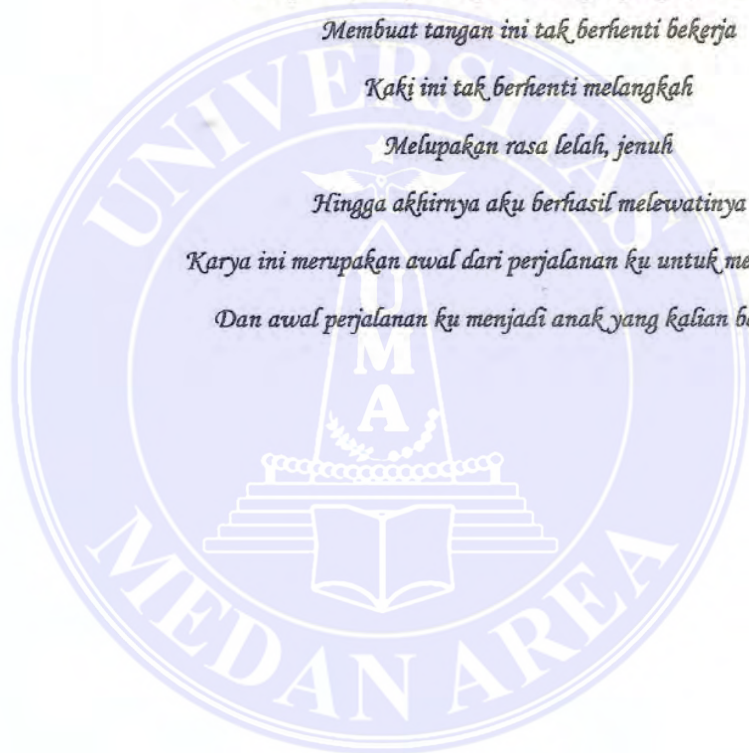 Membuat tangan ini tak berhenti bekerja
Kaki ini tak berhenti melangkah
Melupakan rasa lelah, jenuh
Hingga akhirnya aku berhasil melewatinya
Karya ini merupakan awal dari perjalanan ku untuk
Dan awal perjalanan ku menjadi anak yang kalian
UNIVERSITAS
UMA
MEDAN AREA